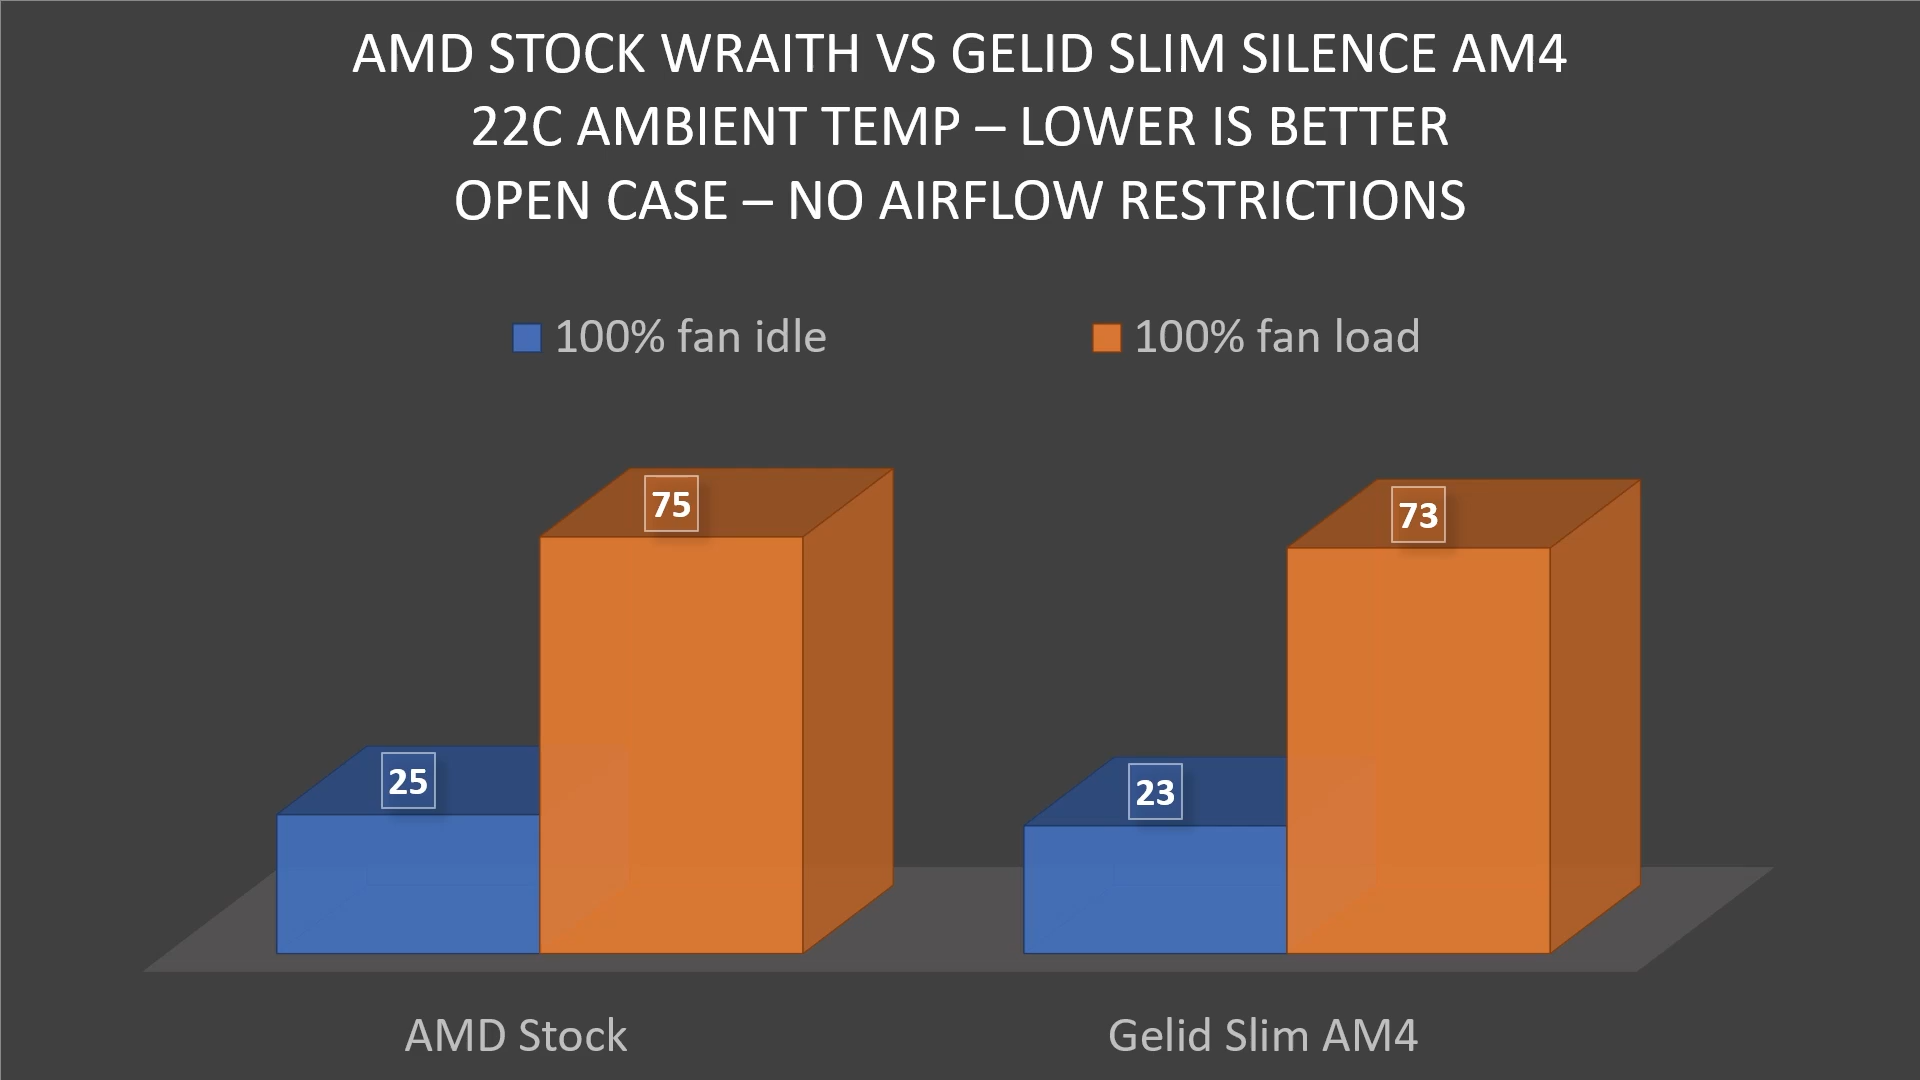 AMD STOCK WRAITH VS GELID SLIM SILENCE AM4
22C AMBIENT TEMP – LOWER IS BETTER
OPEN CASE – NO AIRFLOW RESTRICTIONS
100% fan idle
100% fan load
75
73
25
23
AMD Stock
Gelid Slim AM4